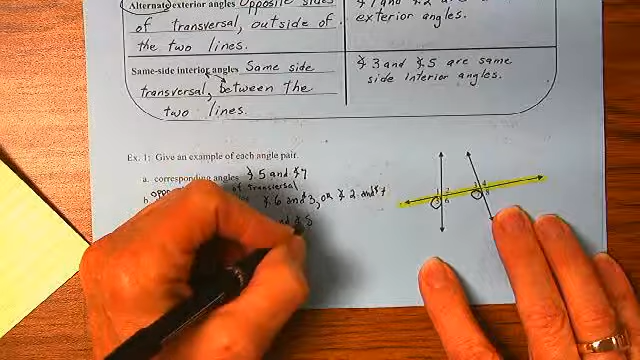 Alternate exterior angles Opposite sides
of transversal, outside of
the two lines.
∡1 and ∡2 are
exterior angles.
Same-side interior angles Same side
transversal, between the
two lines.
∡3 and ∡5 are same
side interior angles.
Ex. 1: Give an example of each angle pair.
a. corresponding angles ∡5 and ∡7
of Transversal
b. ∡6 and 3, or ∡2 and ∡7
and ∡8